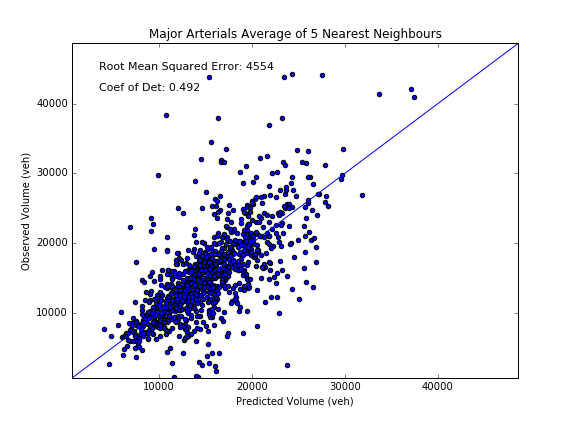 Major Arterials Average of 5 Nearest Neighbours
Root Mean Squared Error: 4554
Coef of Det: 0.492
40000
30000
20000
10000
Observed Volume (veh)
10000 20000 30000 40000
Predicted Volume (veh)